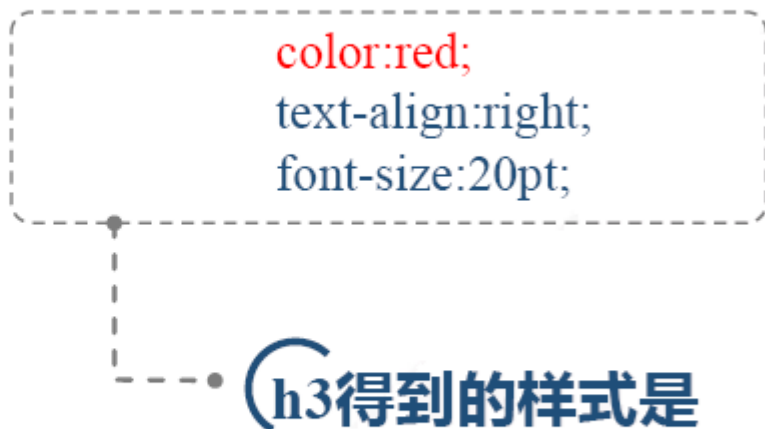 color:red;
text-align:right;
font-size:20pt;
h3得到的样式是